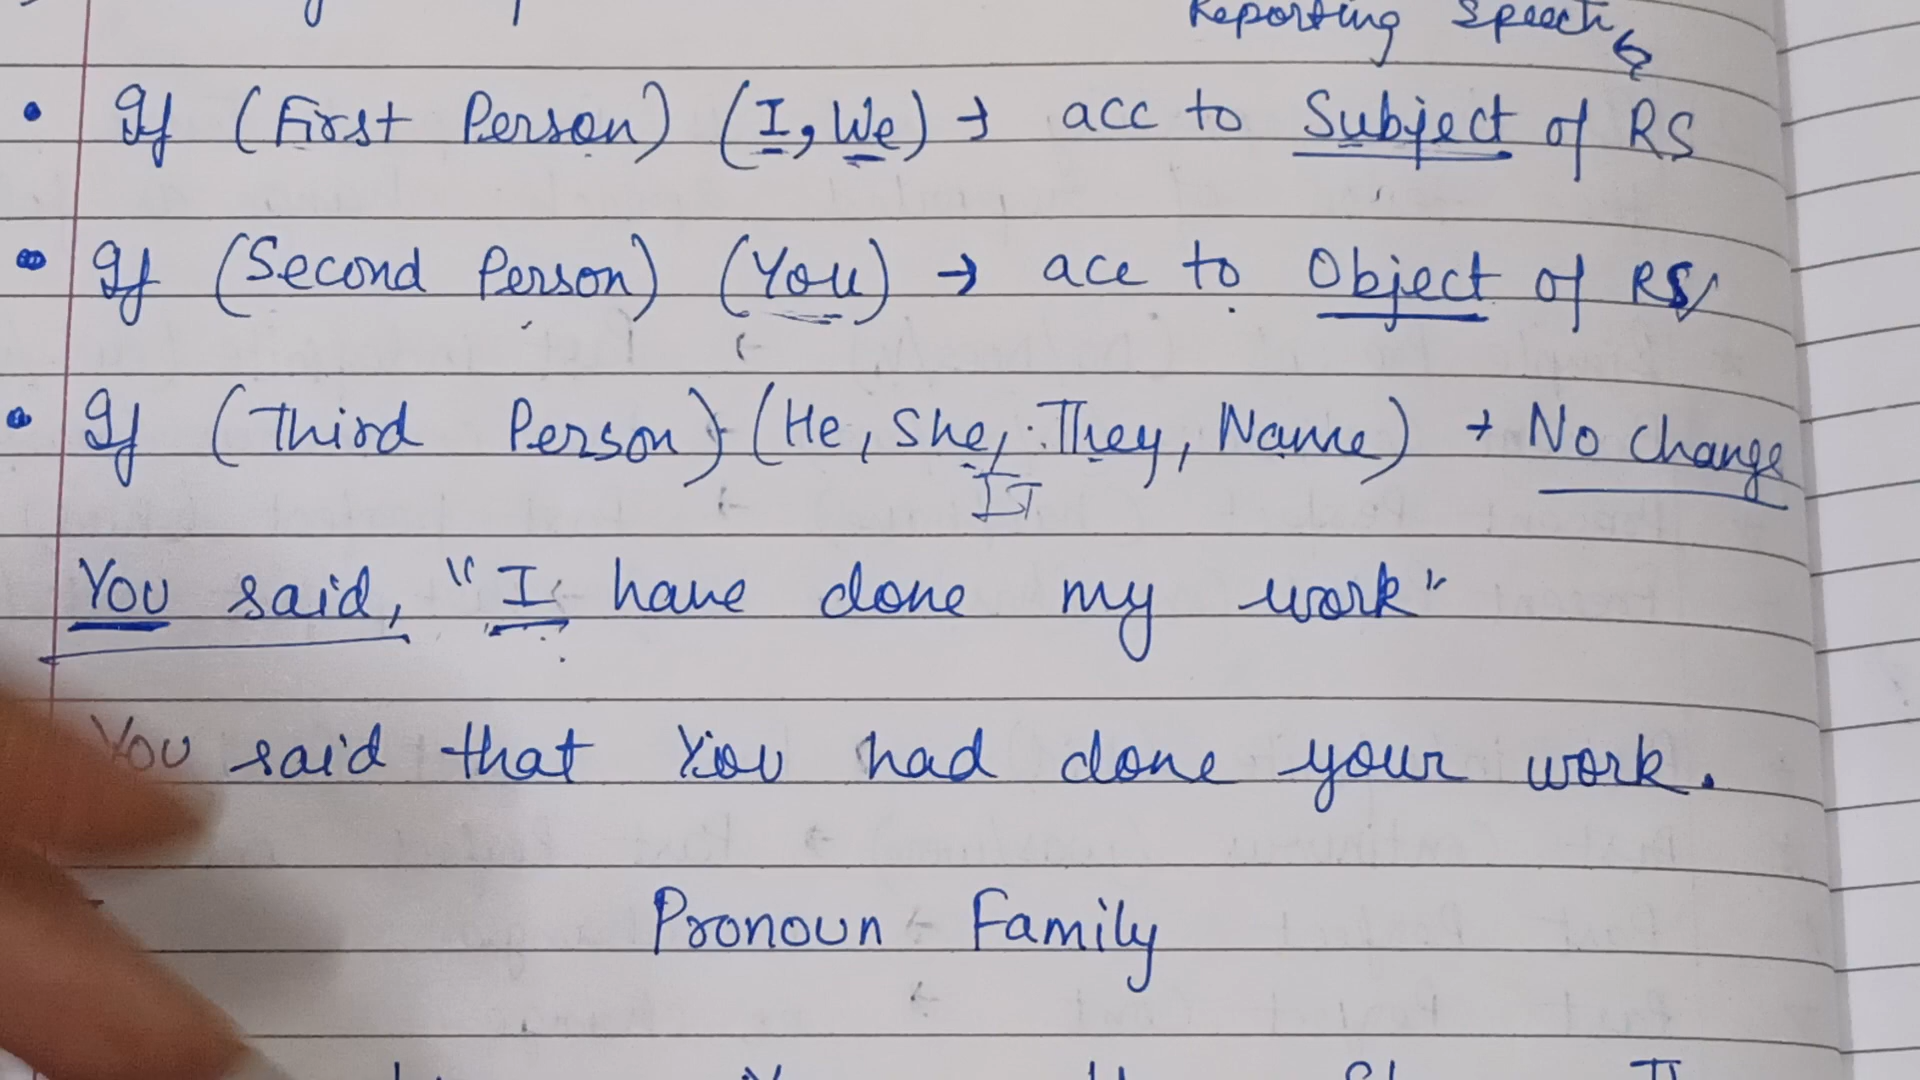 Reporting Speech
• If (First Person) (I, We) → acc to Subject of RS
• If (Second Person) (You) → acc to Object of RS
• If (Third Person) (He, She, They, Name) → No change
IT
You said, "I have done my work"
You said that You had done your work.
Pronoun Family